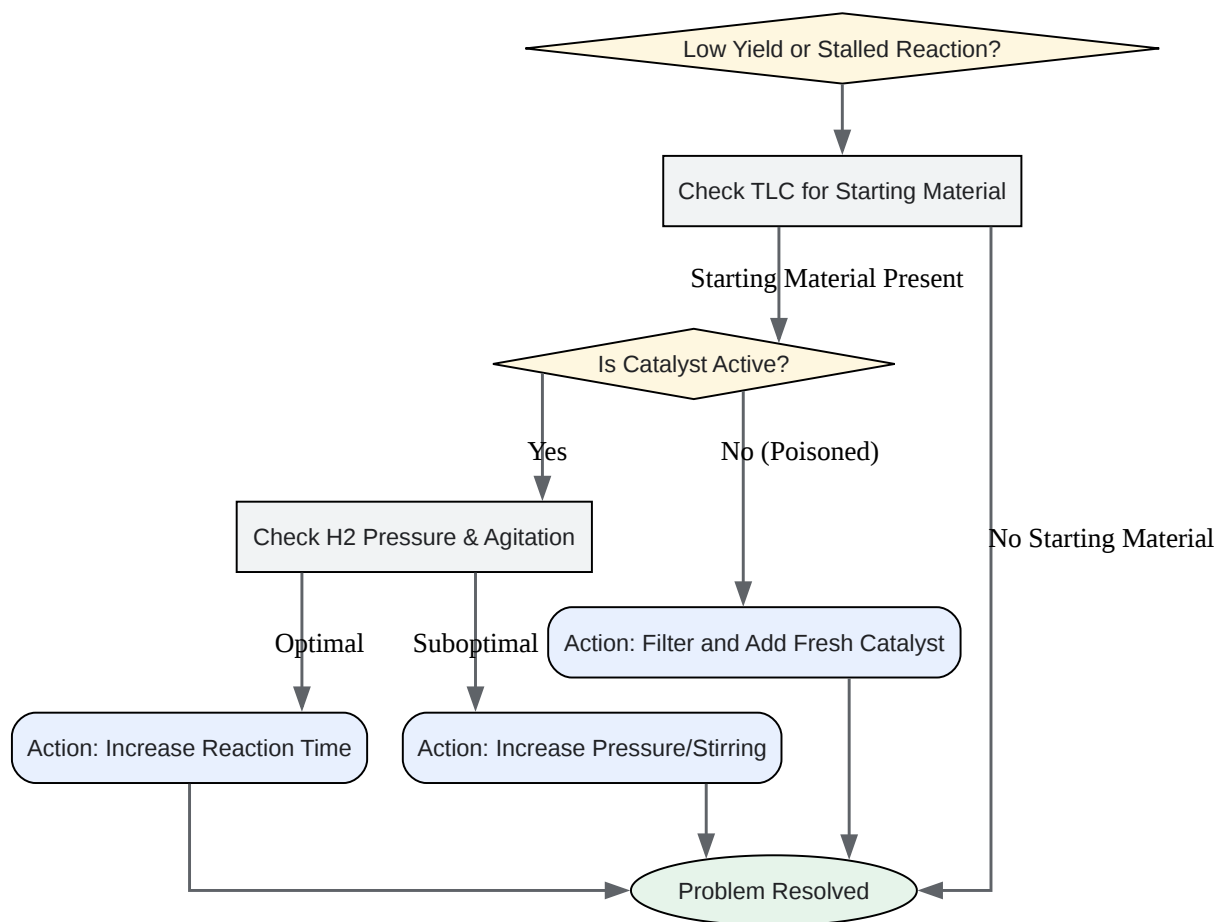 Low Yield or Stalled Reaction?
Check TLC for Starting Material
Starting Material Present
Is Catalyst Active?
Yes
No (Poisoned)
Check H2 Pressure & Agitation
No Starting Material
Optimal
Suboptimal
Action: Filter and Add Fresh Catalyst
Action: Increase Reaction Time
Action: Increase Pressure/Stirring
Problem Resolved